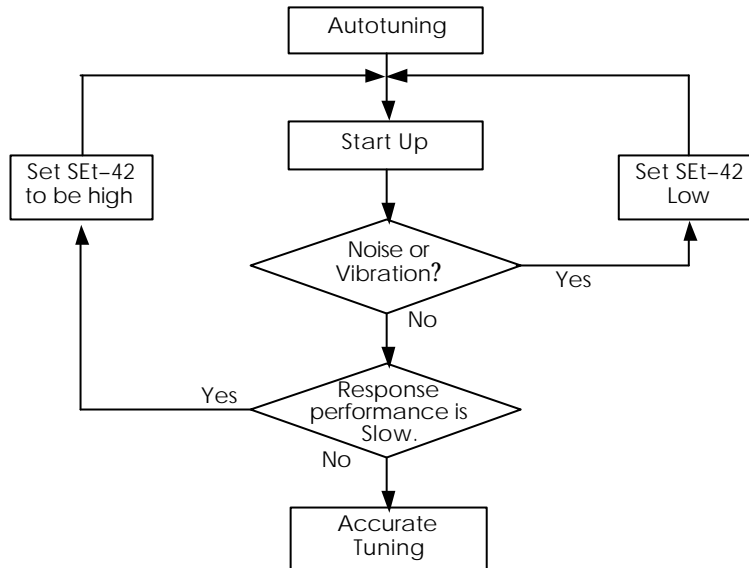 Autotuning
Start Up
Set SEt-42
to be high
Set SEt-42
Low
Noise or
Vibration?
Yes
No
Yes
Response
performance is
Slow.
No
Accurate
Tuning